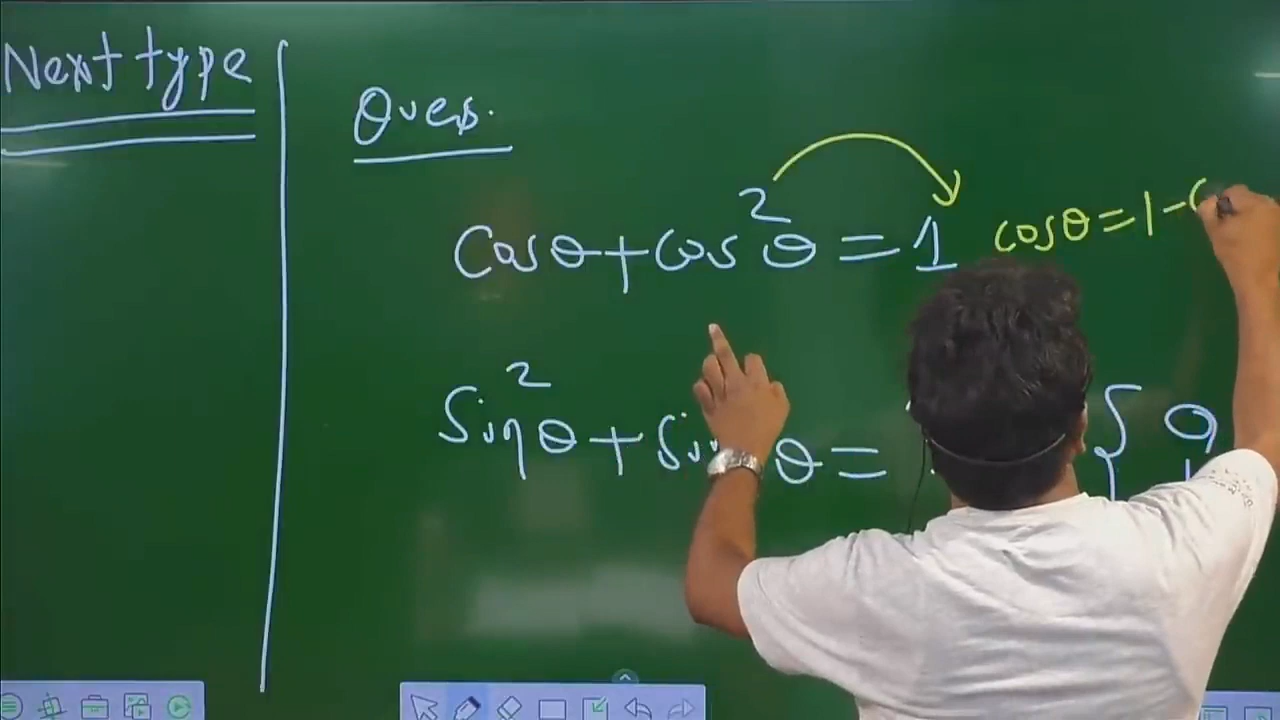 Next type
Ques.
Cosθ + cos²θ = 1
cosθ = 1 -
Sin²θ + Sin θ =